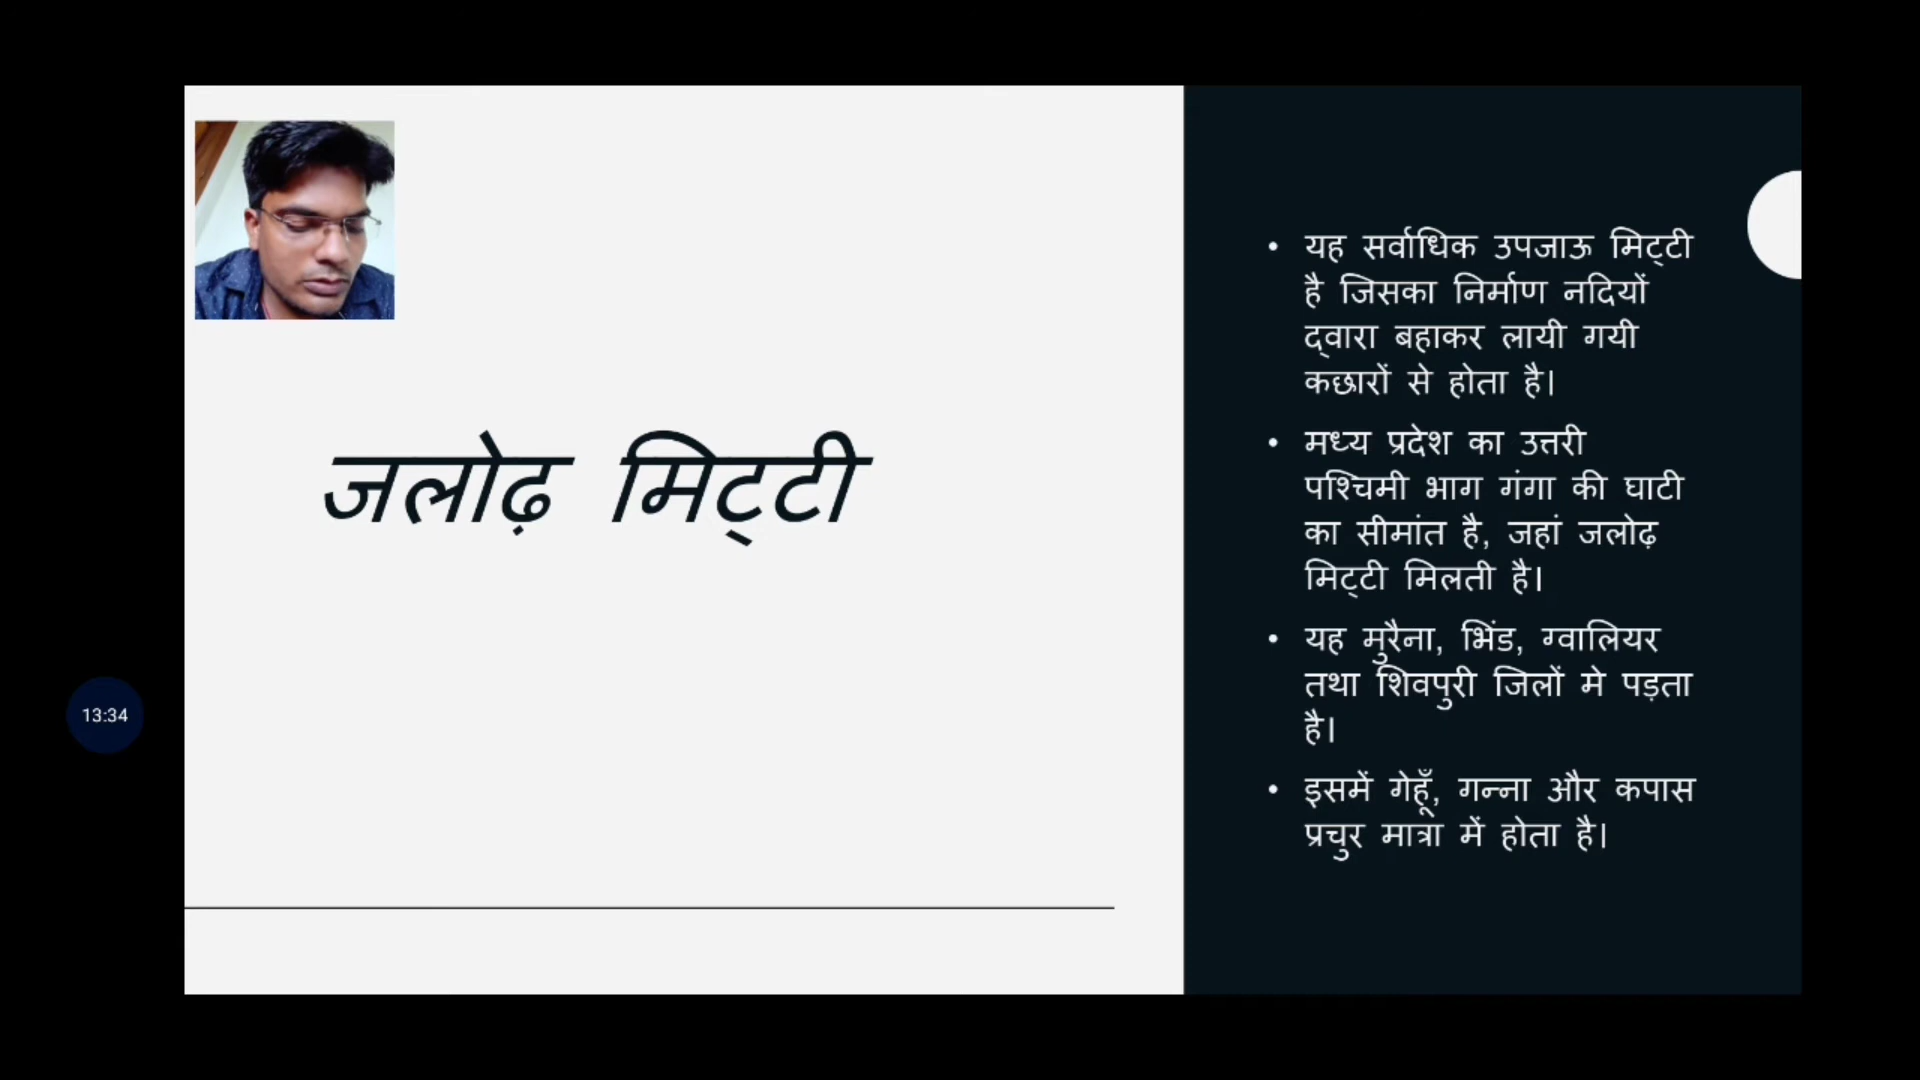 जलोढ़ मिट्टी
• यह सर्वाधिक उपजाऊ मिट्टी
है जिसका निर्माण नदियों
द्वारा बहाकर लायी गयी
कछारों से होता है।
• मध्य प्रदेश का उत्तरी
पश्चिमी भाग गंगा की घाटी
का सीमांत है, जहां जलोढ़
मिट्टी मिलती है।
• यह मुरैना, भिंड, ग्वालियर
तथा शिवपुरी जिलों मे पड़ता
है।
• इसमें गेहूँ, गन्ना और कपास
प्रचुर मात्रा में होता है।
13:34